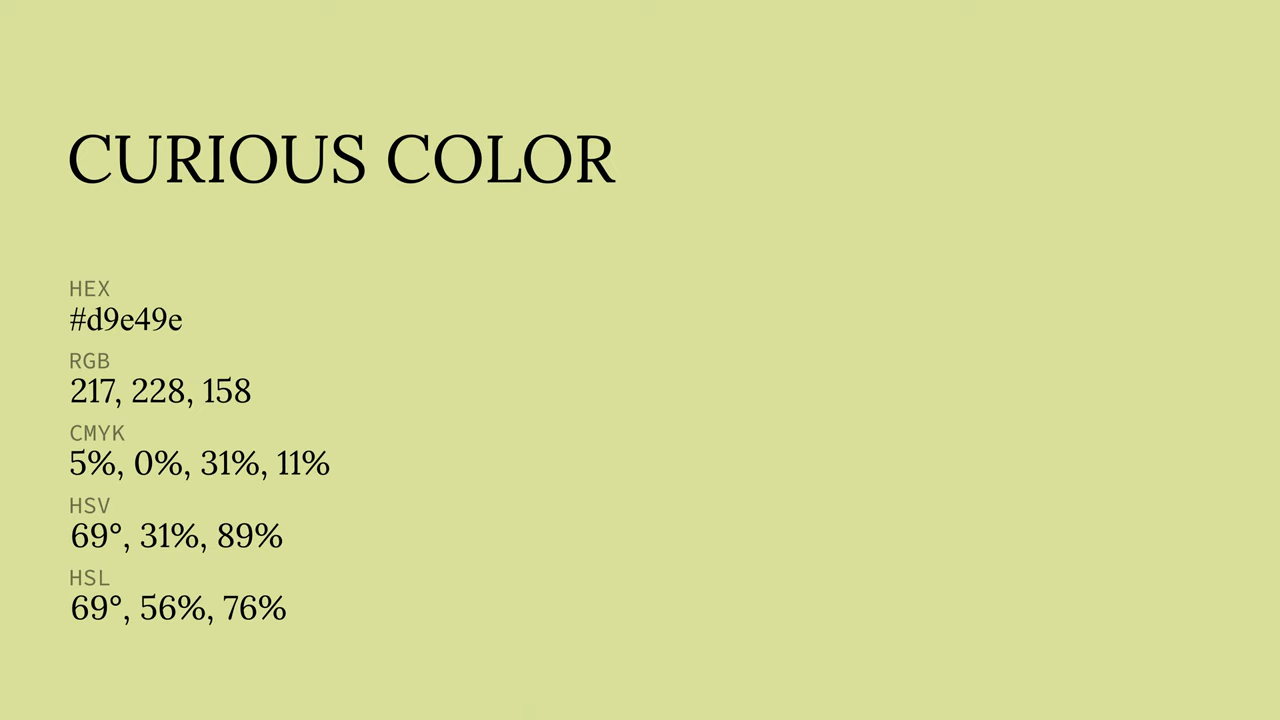 CURIOUS COLOR
HEX
#d9e49e
RGB
217, 228, 158
CMYK
5%, 0%, 31%, 11%
HSV
69°, 31%, 89%
HSL
69°, 56%, 76%